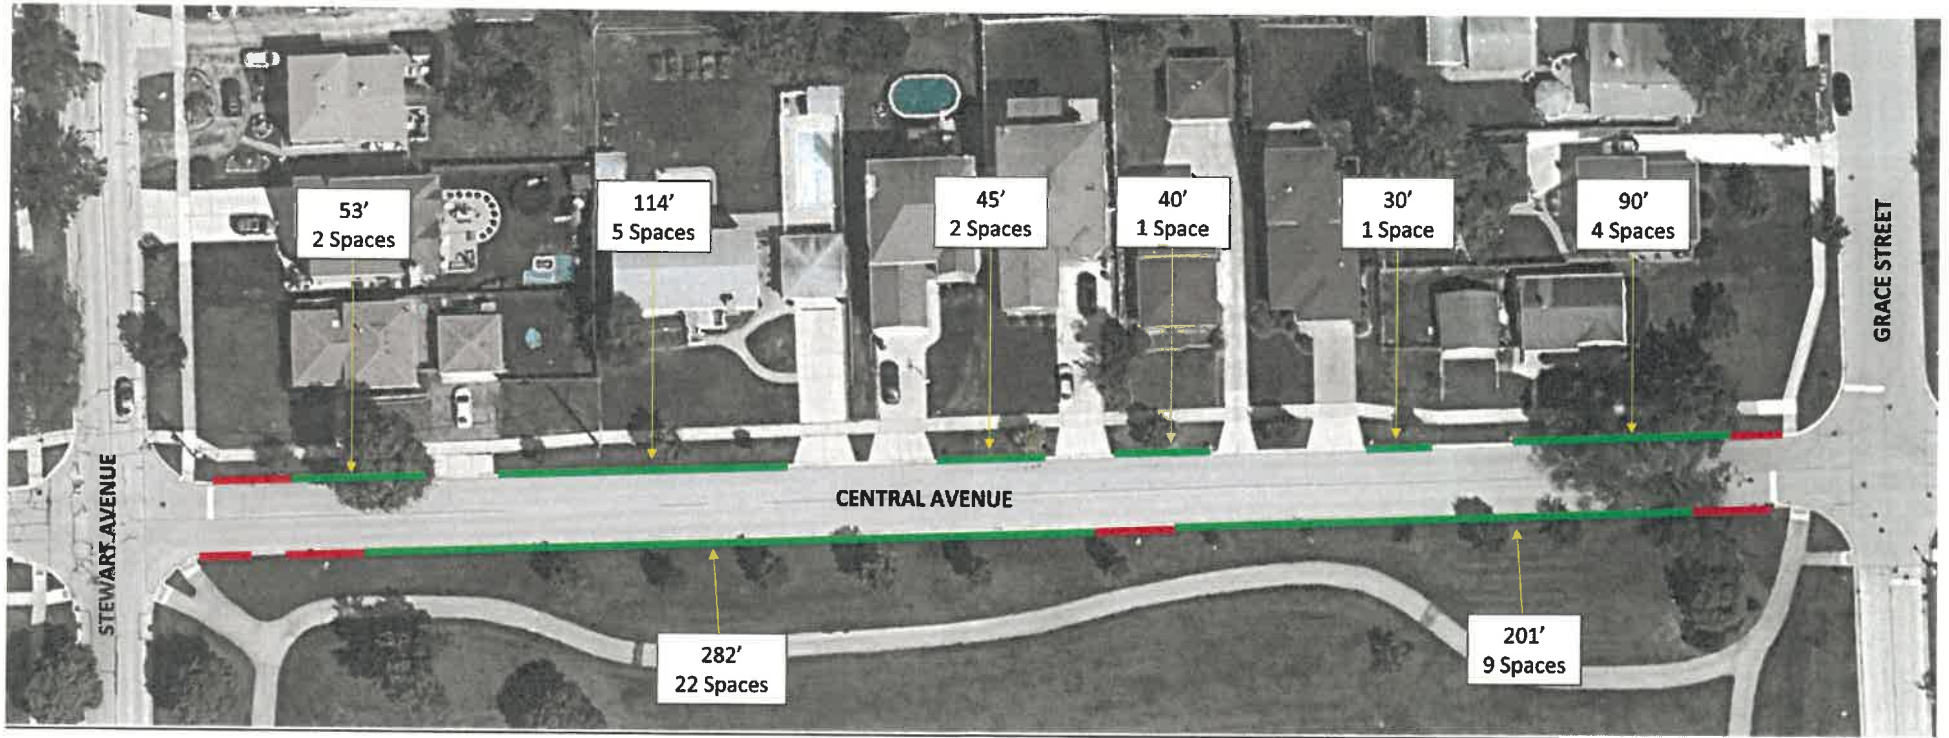 53’
2 Spaces
114’
5 Spaces
45’
2 Spaces
40’
1 Space
30’
1 Space
90’
4 Spaces
GRACE STREET
STEWART AVENUE
CENTRAL AVENUE
282’
22 Spaces
201’
9 Spaces